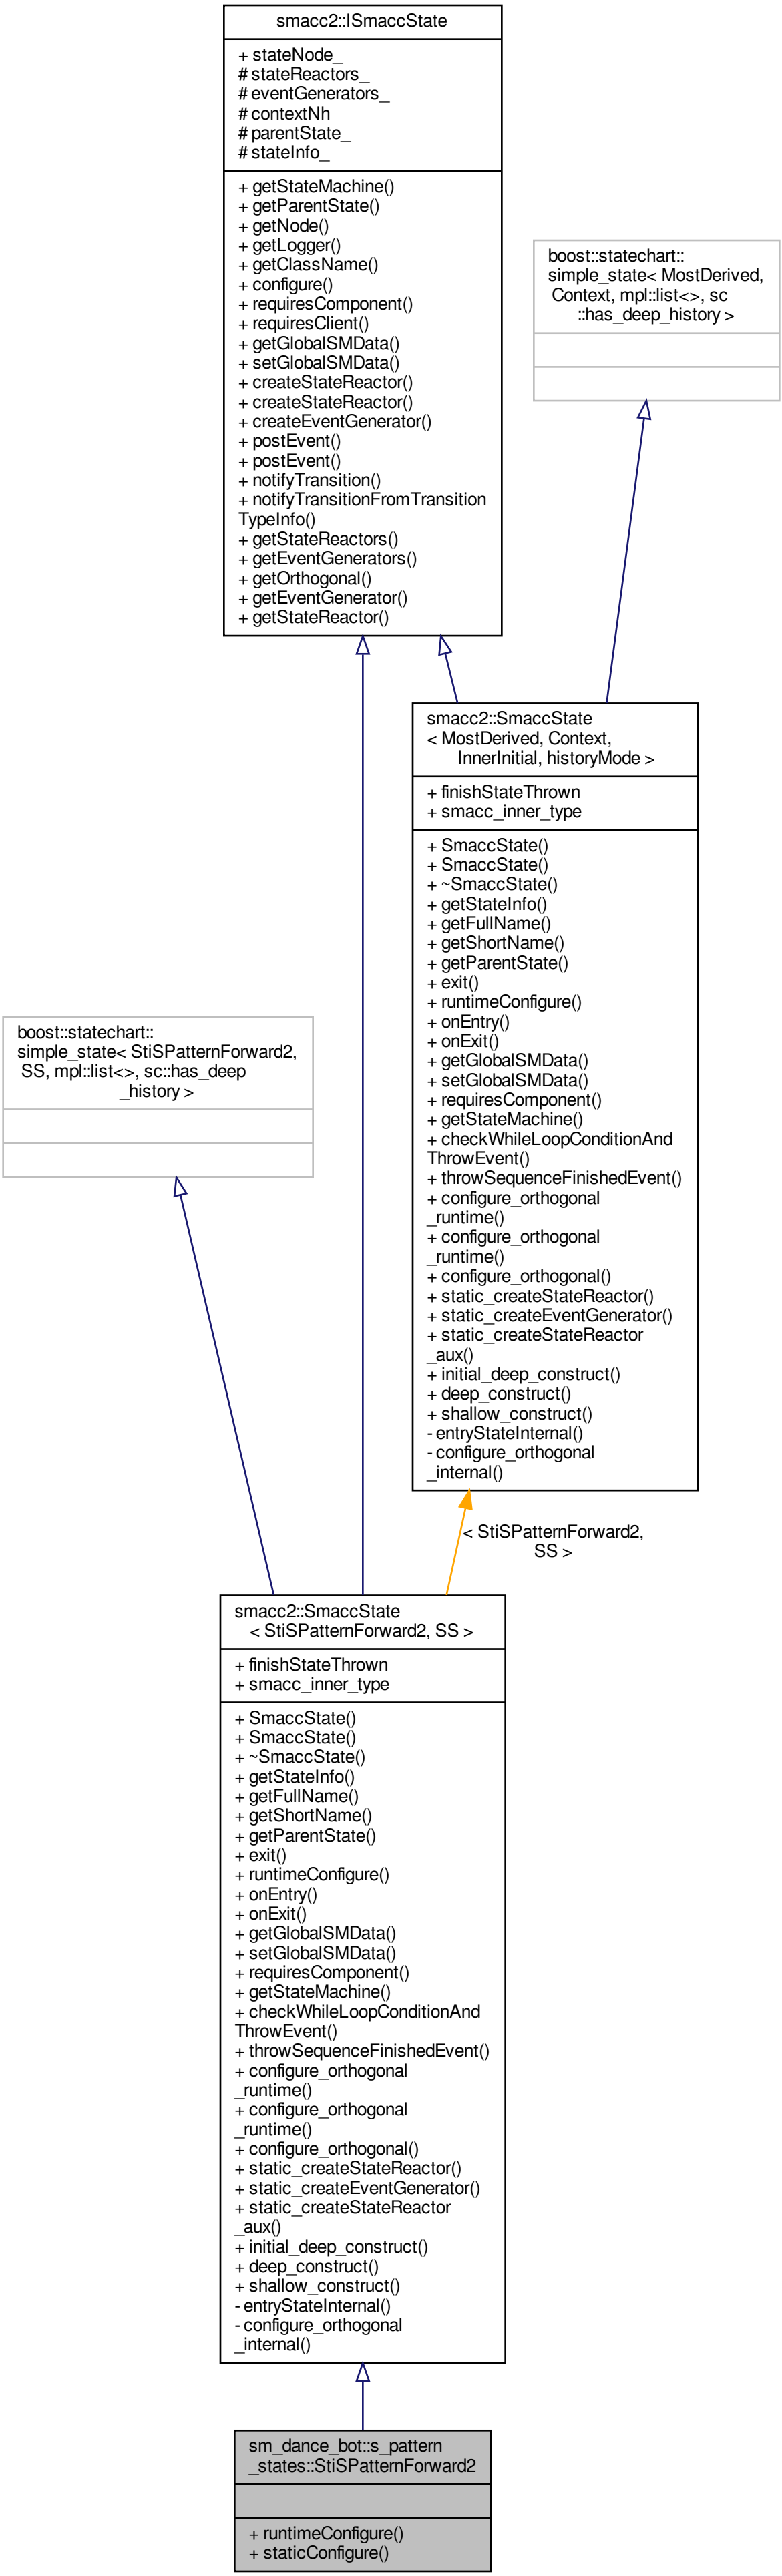 smacc2::ISmaccState
+ stateNode_
# stateReactors_
# eventGenerators_
# contextNh
# parentState_
# stateInfo_
+ getStateMachine()
+ getParentState()
+ getNode()
+ getLogger()
+ getClassName()
+ configure()
+ requiresComponent()
+ requiresClient()
+ getGlobalSMData()
+ setGlobalSMData()
+ createStateReactor()
+ createStateReactor()
+ createEventGenerator()
+ postEvent()
+ postEvent()
+ notifyTransition()
+ notifyTransitionFromTransition
TypeInfo()
+ getStateReactors()
+ getEventGenerators()
+ getOrthogonal()
+ getEventGenerator()
+ getStateReactor()
boost::statechart::
simple_state< MostDerived,
Context, mpl::list<>, sc
::has_deep_history >
smacc2::SmaccState
< MostDerived, Context,
InnerInitial, historyMode >
+ finishStateThrown
+ smacc_inner_type
+ SmaccState()
+ SmaccState()
+ ~SmaccState()
+ getStateInfo()
+ getFullName()
+ getShortName()
+ getParentState()
+ exit()
+ runtimeConfigure()
+ onEntry()
+ onExit()
+ getGlobalSMData()
+ setGlobalSMData()
+ requiresComponent()
+ getStateMachine()
+ checkWhileLoopConditionAnd
ThrowEvent()
+ throwSequenceFinishedEvent()
+ configure_orthogonal
_runtime()
+ configure_orthogonal
_runtime()
+ configure_orthogonal()
+ static_createStateReactor()
+ static_createEventGenerator()
+ static_createStateReactor
_aux()
+ initial_deep_construct()
+ deep_construct()
+ shallow_construct()
- entryStateInternal()
- configure_orthogonal
_internal()
boost::statechart::
simple_state< StiSPatternForward2,
SS, mpl::list<>, sc::has_deep
_history >
< StiSPatternForward2,
SS >
smacc2::SmaccState
< StiSPatternForward2, SS >
+ finishStateThrown
+ smacc_inner_type
+ SmaccState()
+ SmaccState()
+ ~SmaccState()
+ getStateInfo()
+ getFullName()
+ getShortName()
+ getParentState()
+ exit()
+ runtimeConfigure()
+ onEntry()
+ onExit()
+ getGlobalSMData()
+ setGlobalSMData()
+ requiresComponent()
+ getStateMachine()
+ checkWhileLoopConditionAnd
ThrowEvent()
+ throwSequenceFinishedEvent()
+ configure_orthogonal
_runtime()
+ configure_orthogonal
_runtime()
+ configure_orthogonal()
+ static_createStateReactor()
+ static_createEventGenerator()
+ static_createStateReactor
_aux()
+ initial_deep_construct()
+ deep_construct()
+ shallow_construct()
- entryStateInternal()
- configure_orthogonal
_internal()
sm_dance_bot::s_pattern
_states::StiSPatternForward2
+ runtimeConfigure()
+ staticConfigure()